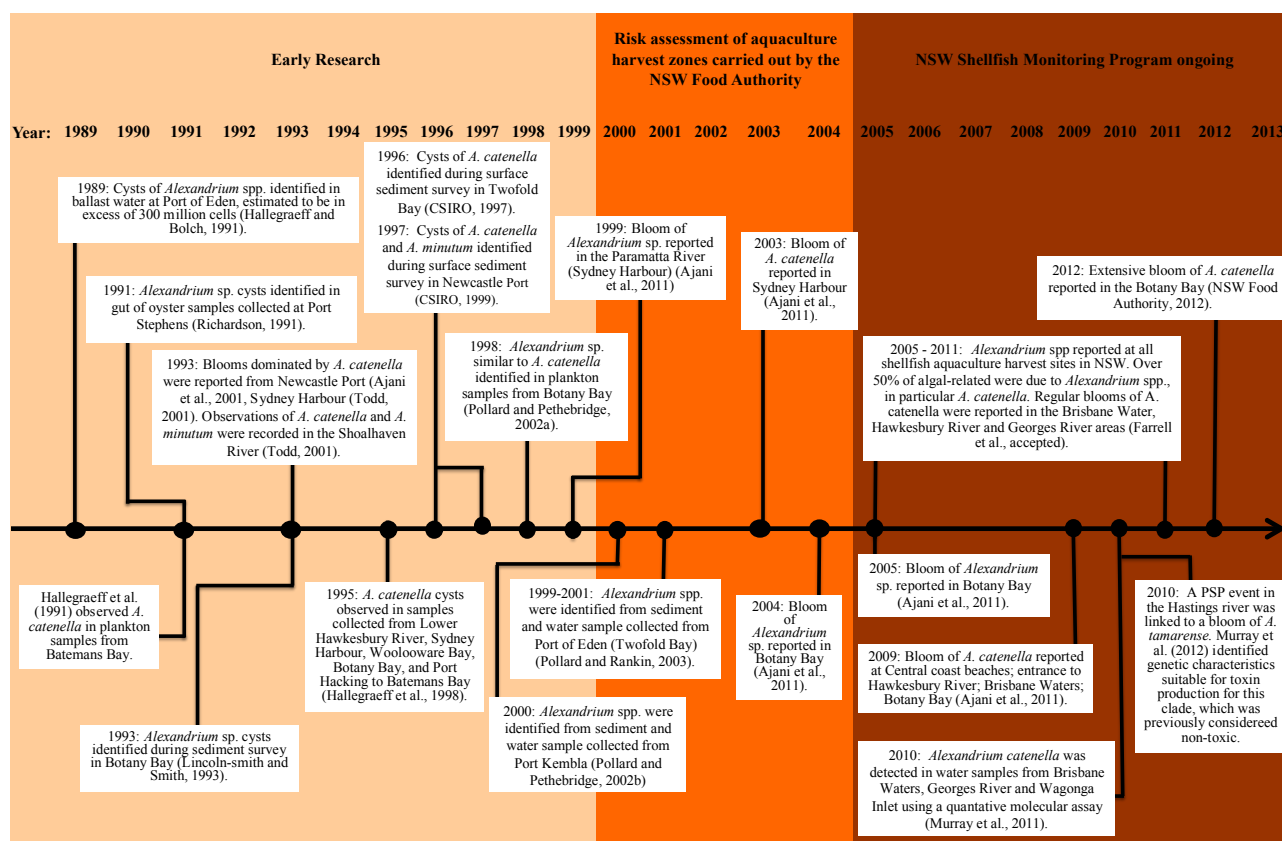 Early Research
Risk assessment of aquaculture
harvest zones carried out by the
NSW Food Authority
NSW Shellfish Monitoring Program ongoing
Year: 1989 1990 1991 1992 1993 1994 1995 1996 1997 1998 1999 2000 2001 2002 2003 2004 2005 2006 2007 2008 2009 2010 2011 2012 2013
1989: Cysts of Alexandrium spp. identified in
ballast water at Port of Eden, estimated to be in
excess of 300 million cells (Hallegraeff and
Bolch, 1991).
1991: Alexandrium sp. cysts identified in
gut of oyster samples collected at Port
Stephens (Richardson, 1991).
1993: Blooms dominated by A. catenella
were reported from Newcastle Port (Ajani
et al., 2001, Sydney Harbour (Todd,
2001). Observations of A. catenella and A.
minutum were recorded in the Shoalhaven
River (Todd, 2001).
1996: Cysts of A. catenella
identified during surface
sediment survey in Twofold
Bay (CSIRO, 1997).
1997: Cysts of A. catenella
and A. minutum identified
during surface sediment
survey in Newcastle Port
(CSIRO, 1999).
1998: Alexandrium sp.
similar to A. catenella
identified in plankton
samples from Botany Bay
(Pollard and Pethebridge,
2002a).
1999: Bloom of
Alexandrium sp. reported
in the Paramatta River
(Sydney Harbour) (Ajani
et al., 2011)
2003: Bloom of
A. catenella
reported in
Sydney Harbour
(Ajani et al.,
2011).
2012: Extensive bloom of A. catenella
reported in the Botany Bay (NSW Food
Authority, 2012).
2005 - 2011: Alexandrium spp reported at all
shellfish aquaculture harvest sites in NSW. Over
50% of algal-related were due to Alexandrium spp.,
in particular A. catenella. Regular blooms of A.
catenella were reported in the Brisbane Water,
Hawkesbury River and Georges River areas (Farrell
et al., accepted).
Hallegraeff et al.
(1991) observed A.
catenella in plankton
samples from
Batemans Bay.
1993: Alexandrium sp. cysts
identified during sediment survey
in Botany Bay (Lincoln-smith and
Smith, 1993).
1995: A. catenella cysts
observed in samples
collected from Lower
Hawkesbury River, Sydney
Harbour, Woolooware Bay,
Botany Bay, and Port
Hacking to Batemans Bay
(Hallegraeff et al., 1998).
1999-2001: Alexandrium spp.
were identified from sediment
and water sample collected from
Port of Eden (Twofold Bay)
(Pollard and Rankin, 2003).
2000: Alexandrium spp. were
identified from sediment and
water sample collected from
Port Kembla (Pollard and
Pethebridge, 2002b)
2004: Bloom
of Alexandrium
sp. reported in
Botany Bay
(Ajani et al.,
2011).
2005: Bloom of Alexandrium
sp. reported in Botany Bay
(Ajani et al., 2011).
2009: Bloom of A. catenella reported
at Central coast beaches; entrance to
Hawkesbury River; Brisbane Waters;
Botany Bay (Ajani et al., 2011).
2010: Alexandrium catenella was
detected in water samples from Brisbane
Waters, Georges River and Wagonga
Inlet using a quantative molecular assay
(Murray et al., 2011).
2010: A PSP event in
the Hastings river was
linked to a bloom of A.
tamarense. Murray et
al. (2012) identified
genetic characteristics
suitable for toxin
production for this
clade, which was
previously considereed
non-toxic.